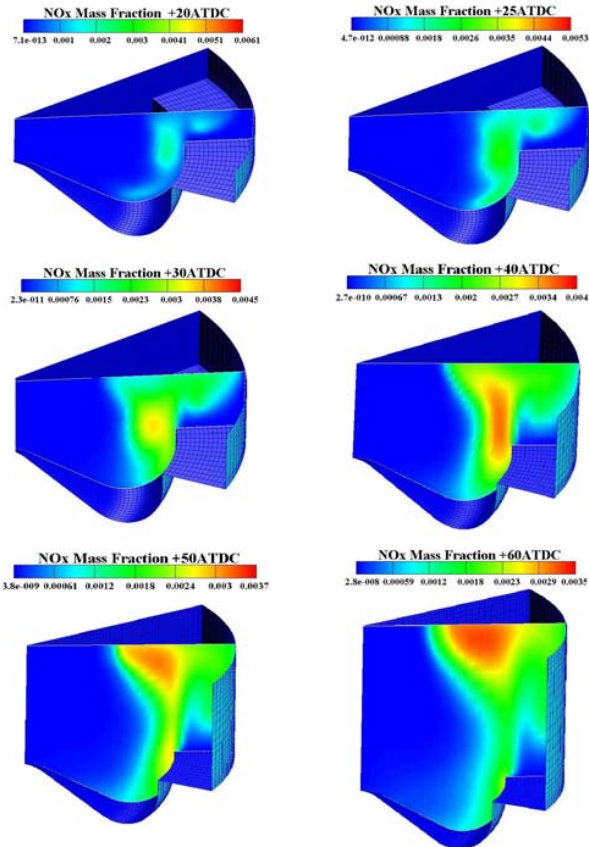 NOx Mass Fraction +20ATDC
7.1e-013 0.001 0.002 0.003 0.0041 0.0051 0.0061
NOx Mass Fraction +25ATDC
4.7e-012 0.00088 0.0018 0.0026 0.0035 0.0044 0.0053
NOx Mass Fraction +30ATDC
2.3e-011 0.00076 0.0015 0.0023 0.003 0.0038 0.0045
NOx Mass Fraction +40ATDC
2.7e-010 0.00067 0.0013 0.002 0.0027 0.0034 0.004
NOx Mass Fraction +50ATDC
3.8e-009 0.00061 0.0012 0.0018 0.0024 0.003 0.0037
NOx Mass Fraction +60ATDC
2.8e-008 0.00059 0.0012 0.0018 0.0023 0.0029 0.0035